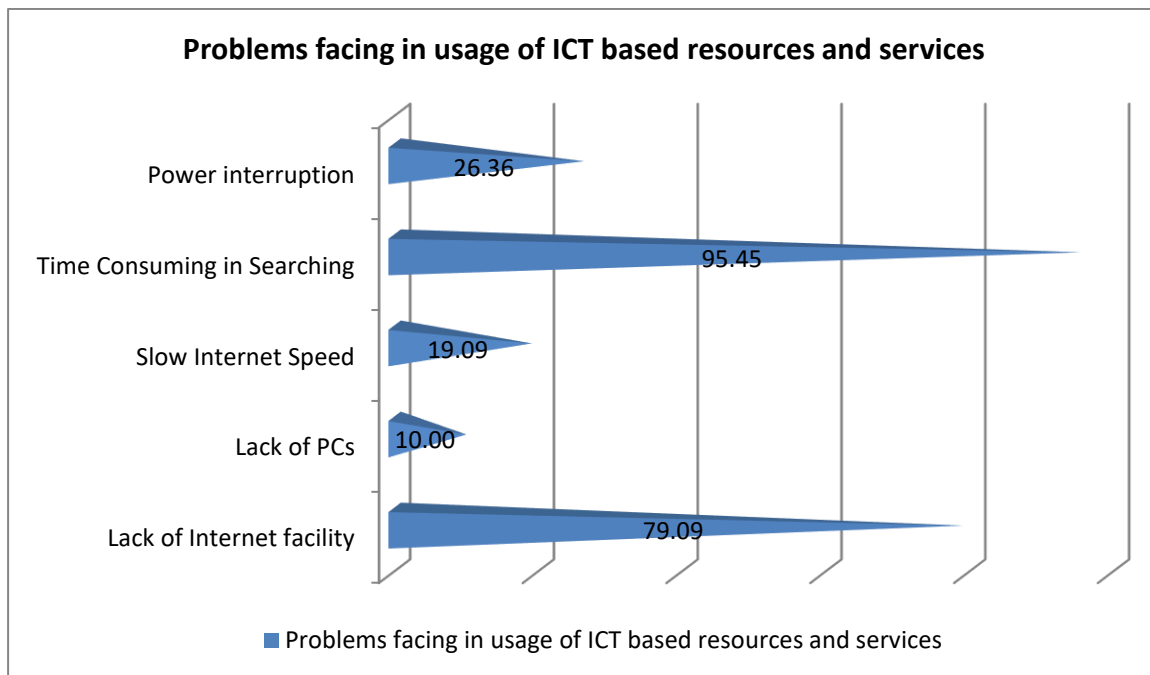 Problems facing in usage of ICT based resources and services
Power interruption
26.36
Time Consuming in Searching
95.45
Slow Internet Speed
19.09
Lack of PCs
10.00
Lack of Internet facility
79.09
Problems facing in usage of ICT based resources and services